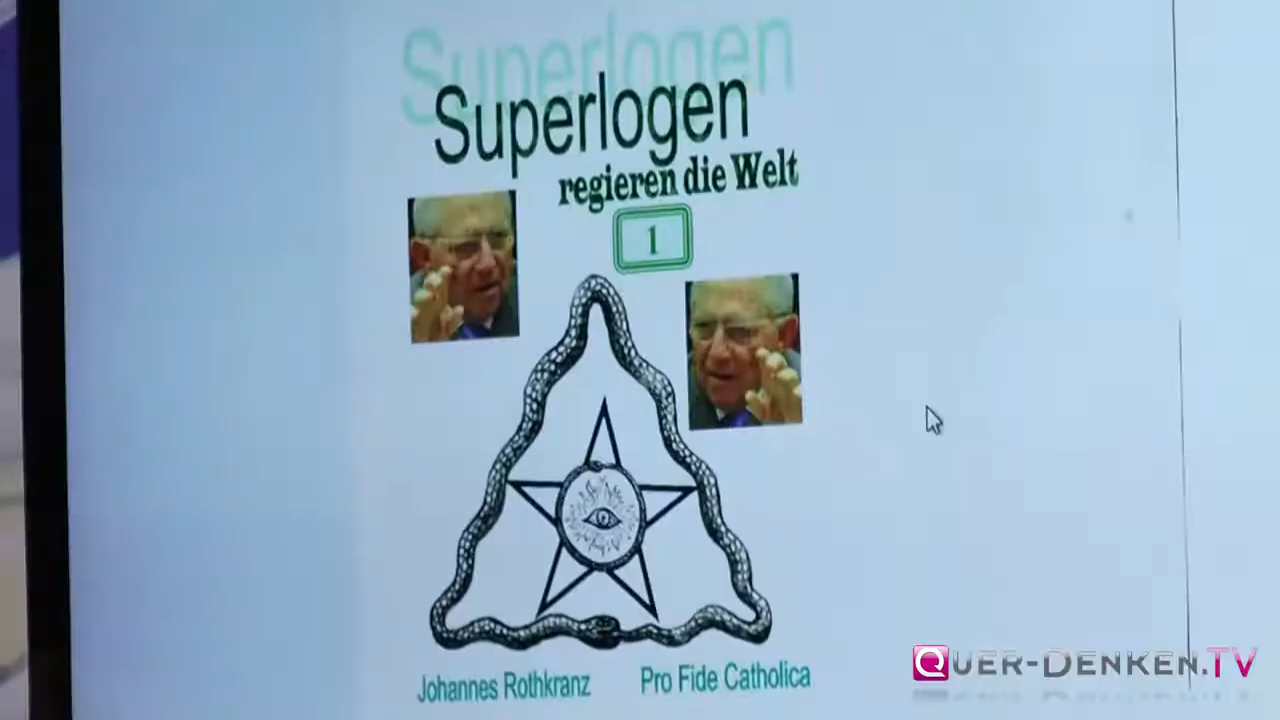 Superlogen
Superlogen
regieren die Welt
1
Johannes Rothkranz
Pro Fide Catholica
QUER-DENKEN.TV